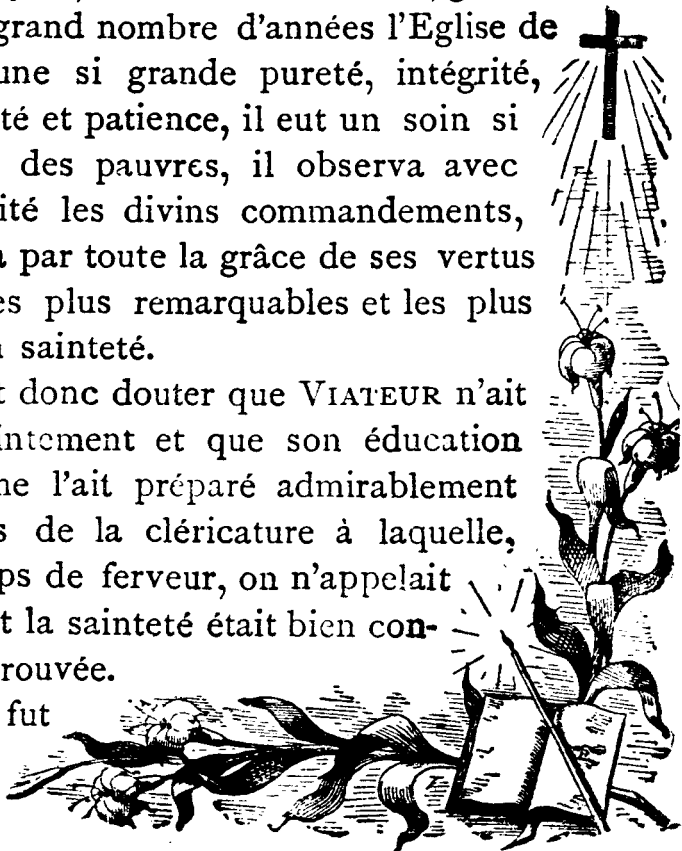 grand nombre d'années l'Eglise de
une si grande pureté, intégrité,
té et patience, il eut un soin si
des pauvres, il observa avec
ité les divins commandements,
a par toute la grâce de ses vertus
es plus remarquables et les plus
sainteté.
donc douter que VIATEUR n'ait
intement et que son éducation
ne l'ait préparé admirablement
s de la cléricature à laquelle,
ps de ferveur, on n'appelait
t la sainteté était bien con-
rouvée.
fut